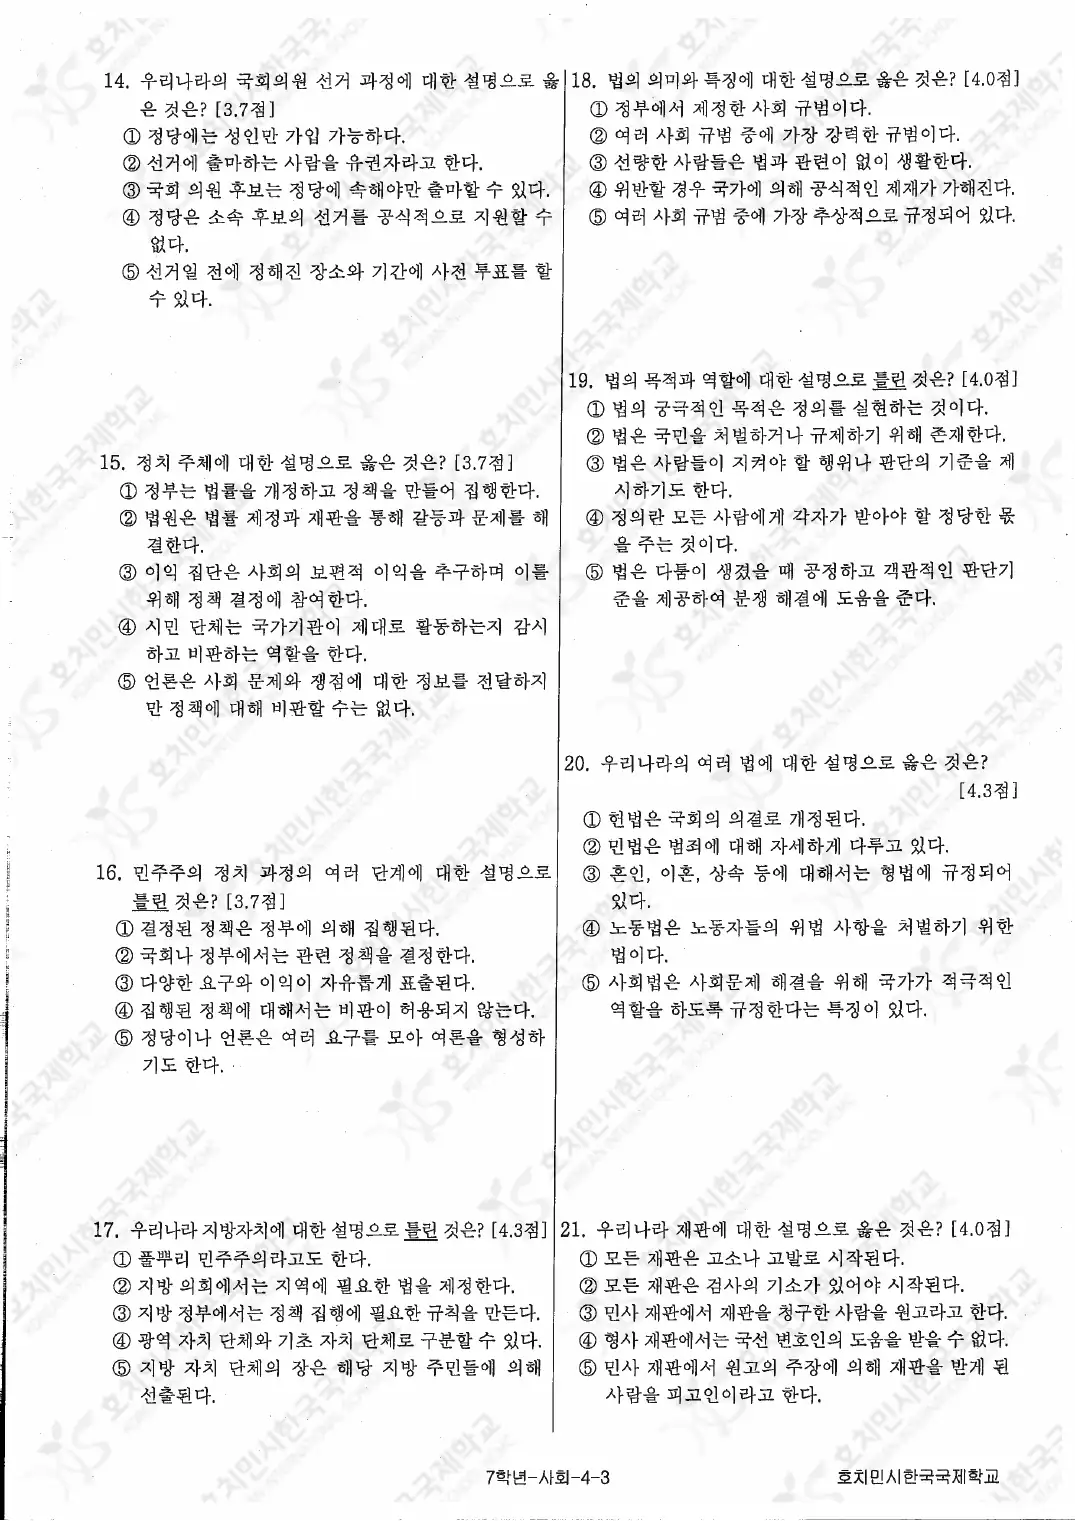 14. 우리나라의 국회의원 선거 과정에 대한 설명으로 옳
은 것은? [3.7점]
① 정당에는 성인만 가입 가능하다.
② 선거에 출마하는 사람을 유권자라고 한다.
③ 국회 의원 후보는 정당에 속해야만 출마할 수 있다.
④ 정당은 소속 후보의 선거를 공식적으로 지원할 수
없다.
⑤ 선거일 전에 정해진 장소와 기간에 사전 투표를 할
수 있다.
15. 정치 주체에 대한 설명으로 옳은 것은? [3.7점]
① 정부는 법률을 개정하고 정책을 만들어 집행한다.
② 법원은 법률 제정과 재판을 통해 갈등과 문제를 해
결한다.
③ 이익 집단은 사회의 보편적 이익을 추구하며 이를
위해 정책 결정에 참여한다.
④ 시민 단체는 국가기관이 제대로 활동하는지 감시
하고 비판하는 역할을 한다.
⑤ 언론은 사회 문제와 쟁점에 대한 정보를 전달하지
만 정책에 대해 비판할 수는 없다.
16. 민주주의 정치 과정의 여러 단계에 대한 설명으로
틀린 것은? [3.7점]
① 결정된 정책은 정부에 의해 집행된다.
② 국회나 정부에서는 관련 정책을 결정한다.
③ 다양한 요구와 이익이 자유롭게 표출된다.
④ 집행된 정책에 대해서는 비판이 허용되지 않는다.
⑤ 정당이나 언론은 여러 요구를 모아 여론을 형성하
기도 한다.
17. 우리나라 지방자치에 대한 설명으로 틀린 것은? [4.3점]
① 풀뿌리 민주주의라고도 한다.
② 지방 의회에서는 지역에 필요한 법을 제정한다.
③ 지방 정부에서는 정책 집행에 필요한 규칙을 만든다.
④ 광역 자치 단체와 기초 자치 단체로 구분할 수 있다.
⑤ 지방 자치 단체의 장은 해당 지방 주민들에 의해
선출된다.
18. 법의 의미와 특징에 대한 설명으로 옳은 것은? [4.0점]
① 정부에서 제정한 사회 규범이다.
② 여러 사회 규범 중에 가장 강력한 규범이다.
③ 선량한 사람들은 법과 관련이 없이 생활한다.
④ 위반할 경우 국가에 의해 공식적인 제재가 가해진다.
⑤ 여러 사회 규범 중에 가장 추상적으로 규정되어 있다.
19. 법의 목적과 역할에 대한 설명으로 틀린 것은? [4.0점]
① 법의 궁극적인 목적은 정의를 실현하는 것이다.
② 법은 국민을 처벌하거나 규제하기 위해 존재한다.
③ 법은 사람들이 지켜야 할 행위나 판단의 기준을 제
시하기도 한다.
④ 정의란 모든 사람에게 각자가 받아야 할 정당한 몫
을 주는 것이다.
⑤ 법은 다툼이 생겼을 때 공정하고 객관적인 판단기
준을 제공하여 분쟁 해결에 도움을 준다.
20. 우리나라의 여러 법에 대한 설명으로 옳은 것은?
[4.3점]
① 헌법은 국회의 의결로 개정된다.
② 민법은 범죄에 대해 자세하게 다루고 있다.
③ 혼인, 이혼, 상속 등에 대해서는 형법에 규정되어
있다.
④ 노동법은 노동자들의 위법 사항을 처벌하기 위한
법이다.
⑤ 사회법은 사회문제 해결을 위해 국가가 적극적인
역할을 하도록 규정한다는 특징이 있다.
21. 우리나라 재판에 대한 설명으로 옳은 것은? [4.0점]
① 모든 재판은 고소나 고발로 시작된다.
② 모든 재판은 검사의 기소가 있어야 시작된다.
③ 민사 재판에서 재판을 청구한 사람을 원고라고 한다.
④ 형사 재판에서는 국선 변호인의 도움을 받을 수 없다.
⑤ 민사 재판에서 원고의 주장에 의해 재판을 받게 된
사람을 피고인이라고 한다.
7학년-사회-4-3
호치민시한국국제학교